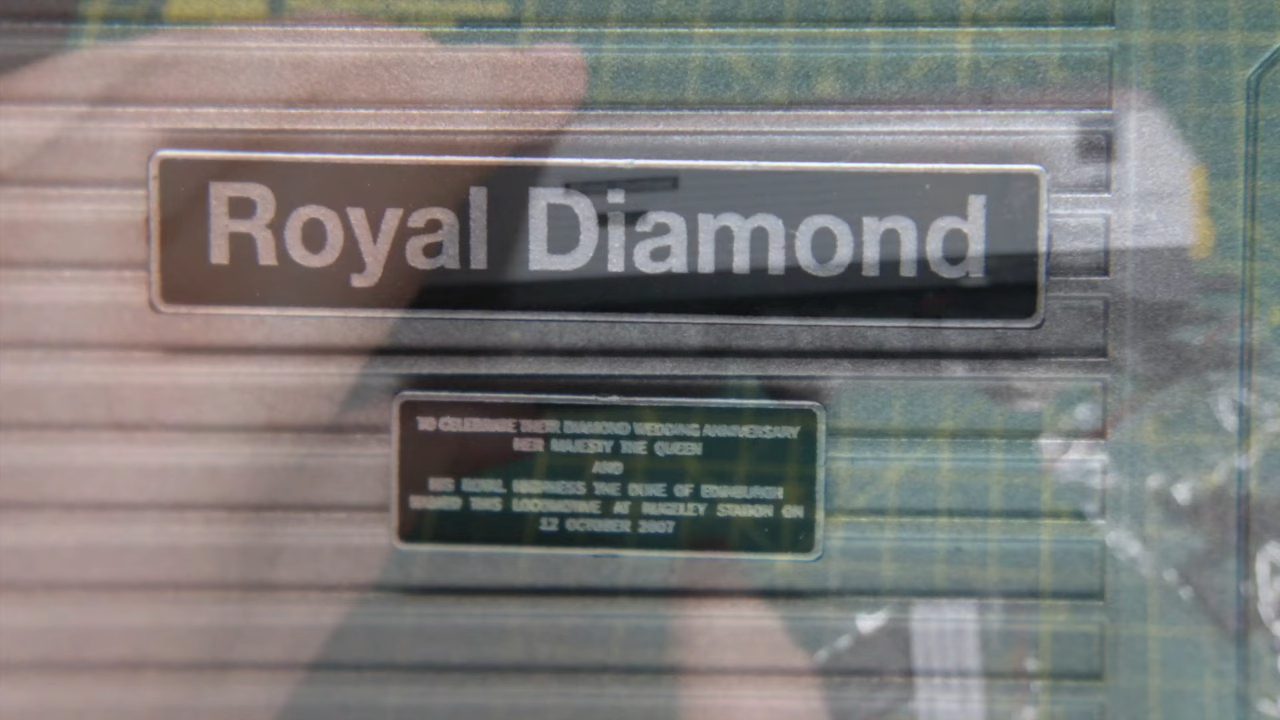 Royal Diamond
TO CELEBRATE THEIR DIAMOND WEDDING ANNIVERSARY
HER MAJESTY THE QUEEN
AND
HIS ROYAL HIGHNESS THE DUKE OF EDINBURGH
NAMED THIS LOCOMOTIVE AT RUGELEY STATION ON
12 OCTOBER 2007